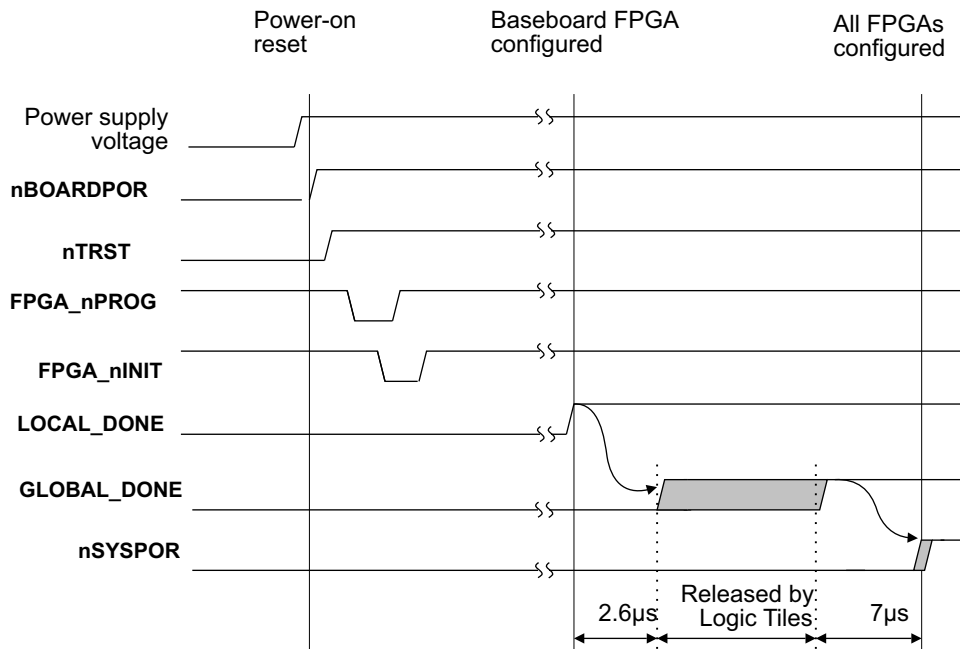 Power-on
reset
Baseboard FPGA
configured
All FPGAs
configured
Power supply
voltage
nBOARDPOR
nTRST
FPGA_nPROG
FPGA_nINIT
LOCAL_DONE
GLOBAL_DONE
nSYSPOR
2.6µs
Released by
Logic Tiles
7µs